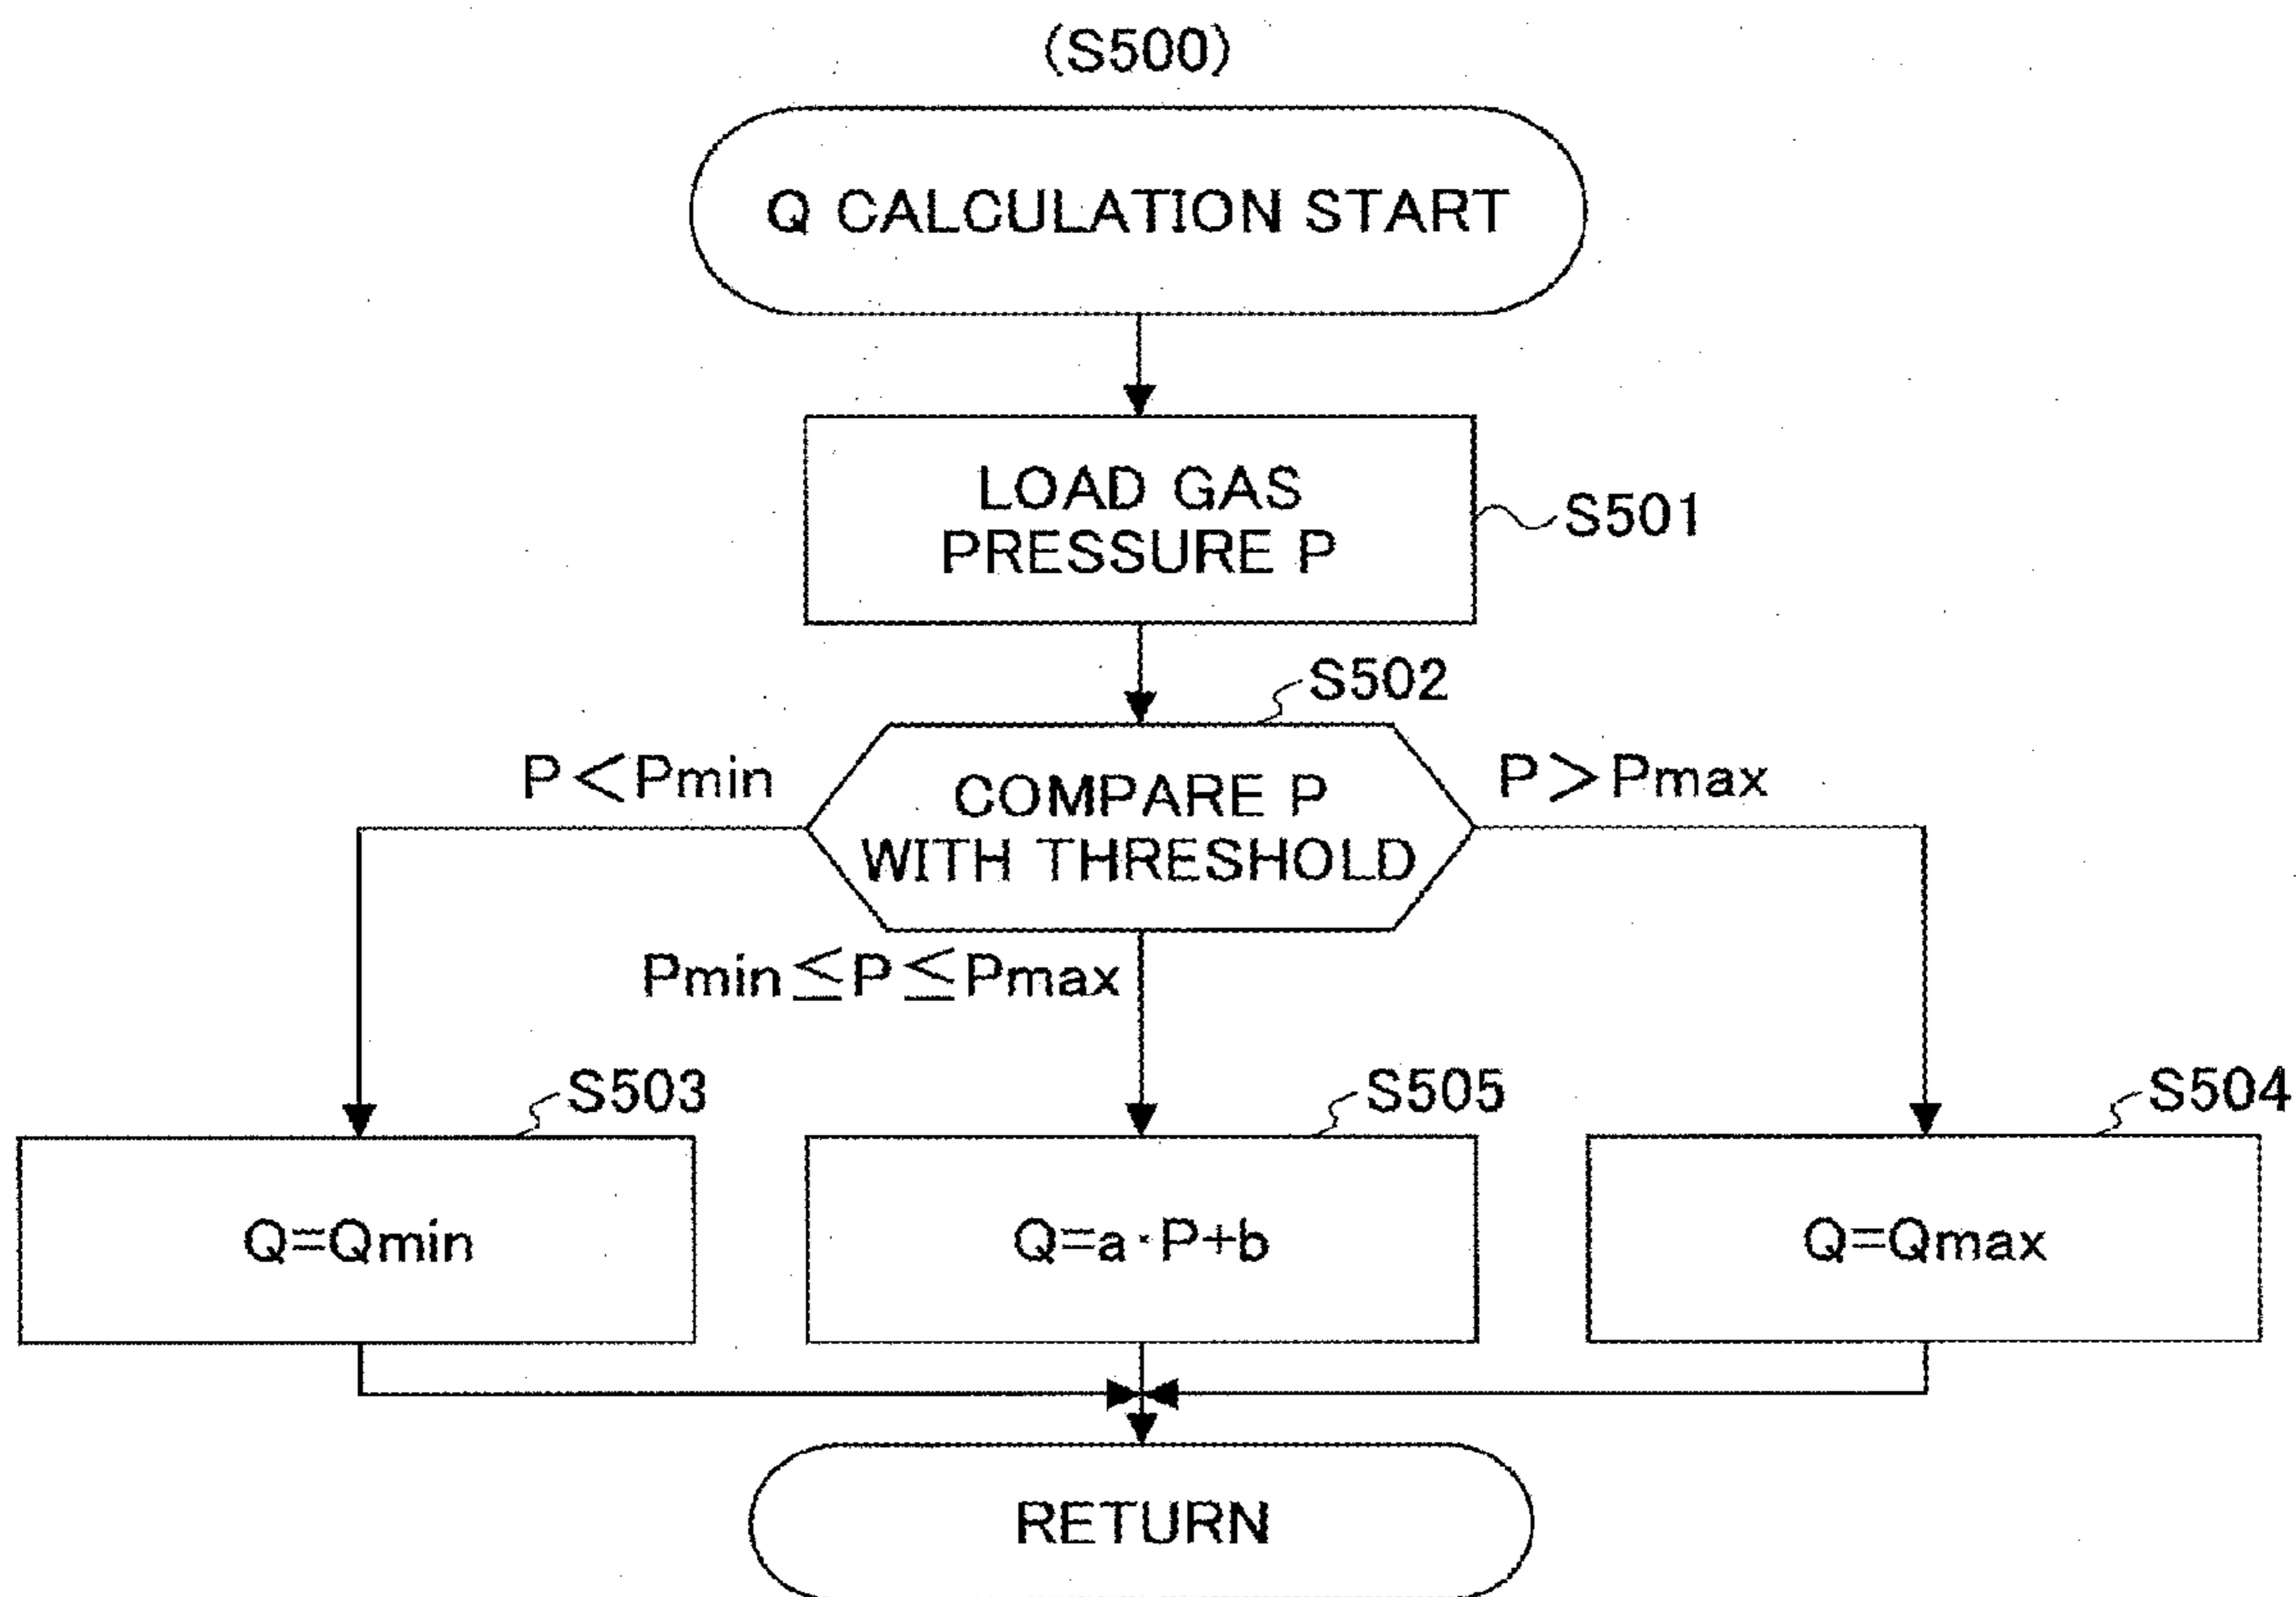 (S500)
Q CALCULATION START
LOAD GAS
PRESSURE P
S501
S502
P<Pmin
COMPARE P
WITH THRESHOLD
P>Pmax
Pmin≦P≦Pmax
S503
S505
S504
Q=Qmin
Q=a·P+b
Q=Qmax
RETURN